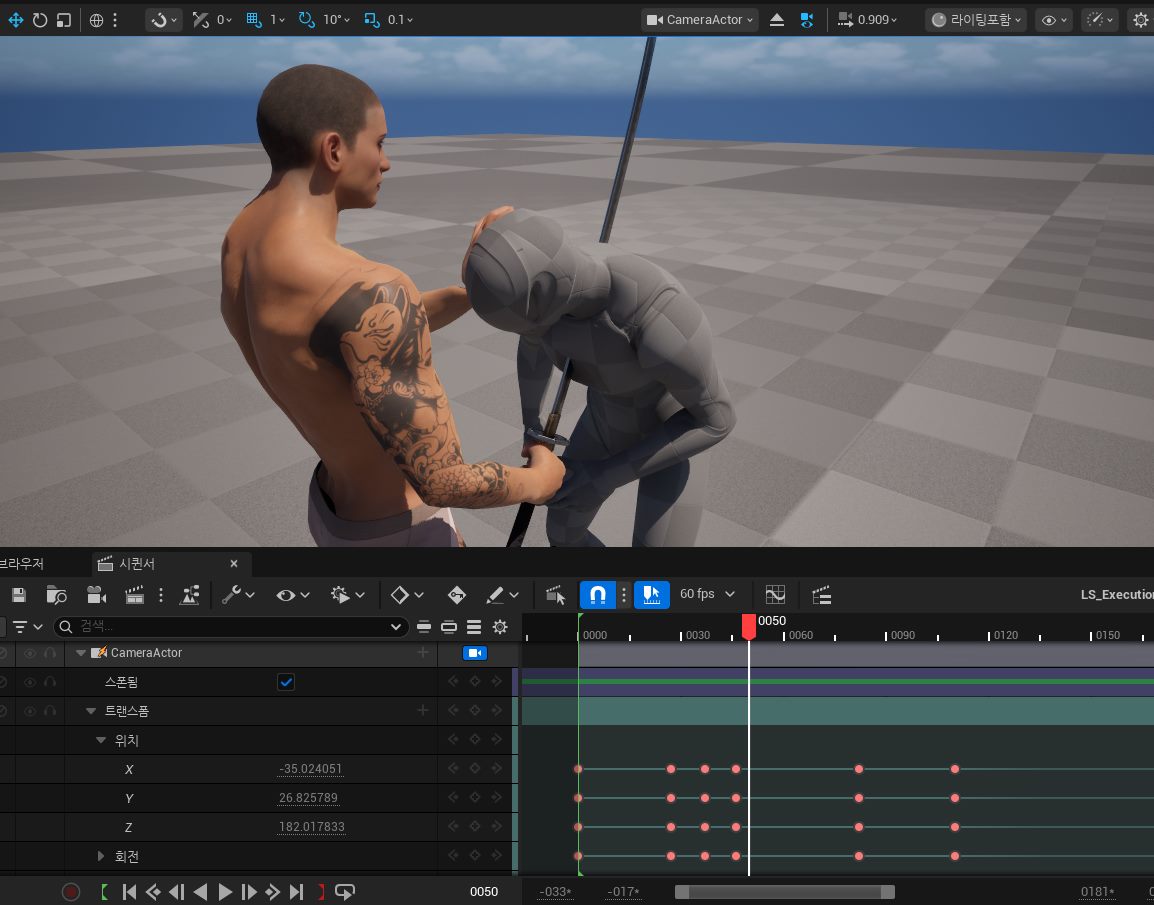 0 1 10° 0.1 CameraActor 0.909 라이팅포함
브라우저 시퀀서
60 fps LS_Execution
검색... 0050
0000 0030 0060 0090 0120 0150
CameraActor
스폰됨
트랜스폼
위치
X -35.024051
Y 26.825789
Z 182.017833
회전
0050 -033* -017* 0181*